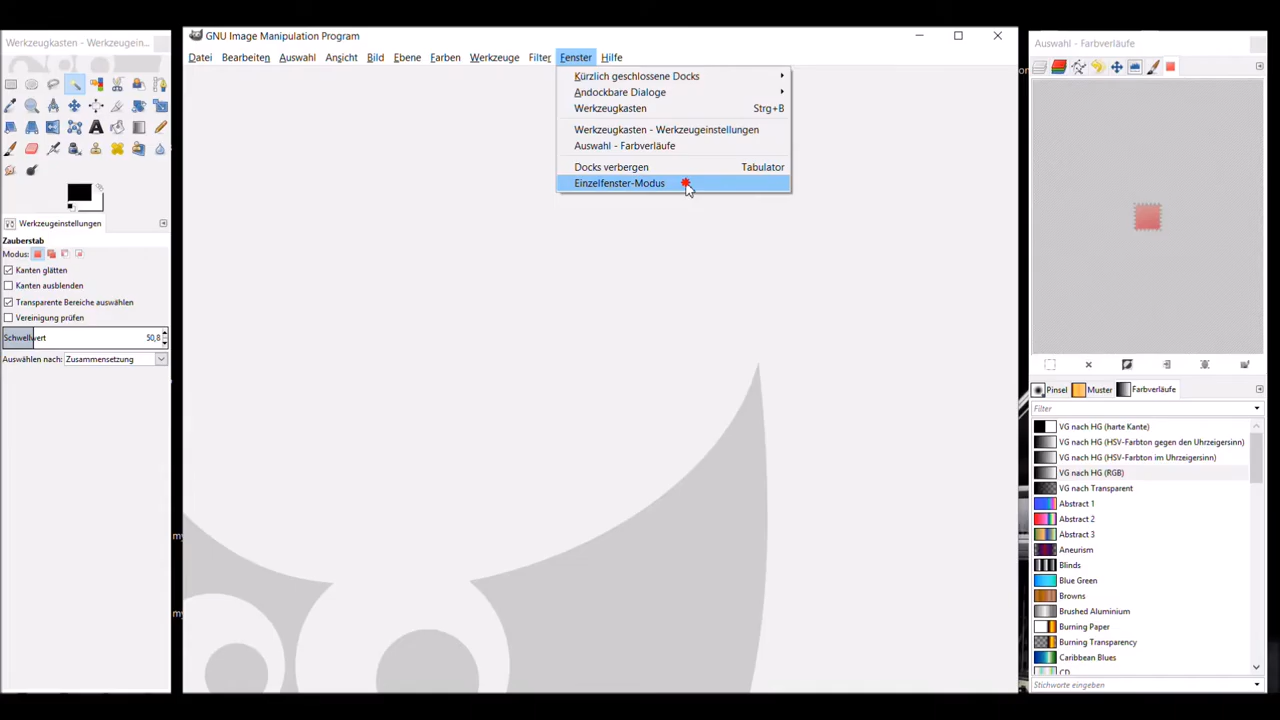 Werkzeugkasten - Werkzeugein...
Zauberstab
Werkzeugeinstellungen
Modus:
Kanten glätten
Kanten ausblenden
Transparente Bereiche auswählen
Vereinigung prüfen
Schwellwert 50,8
Auswählen nach: Zusammensetzung
GNU Image Manipulation Program
Datei Bearbeiten Auswahl Ansicht Bild Ebene Farben Werkzeuge Filter Fenster Hilfe
Kürzlich geschlossene Docks
Andockbare Dialoge
Werkzeugkasten Strg+B
Werkzeugkasten - Werkzeugeinstellungen
Auswahl - Farbverläufe
Docks verbergen Tabulator
Einzelfenster-Modus
my
my
Auswahl - Farbverläufe
Pinsel Muster Farbverläufe
Filter
VG nach HG (harte Kante)
VG nach HG (HSV-Farbton gegen den Uhrzeigersinn)
VG nach HG (HSV-Farbton im Uhrzeigersinn)
VG nach HG (RGB)
VG nach Transparent
Abstract 1
Abstract 2
Abstract 3
Aneurism
Blinds
Blue Green
Browns
Brushed Aluminium
Burning Paper
Burning Transparency
Caribbean Blues
CD
Stichworte eingeben